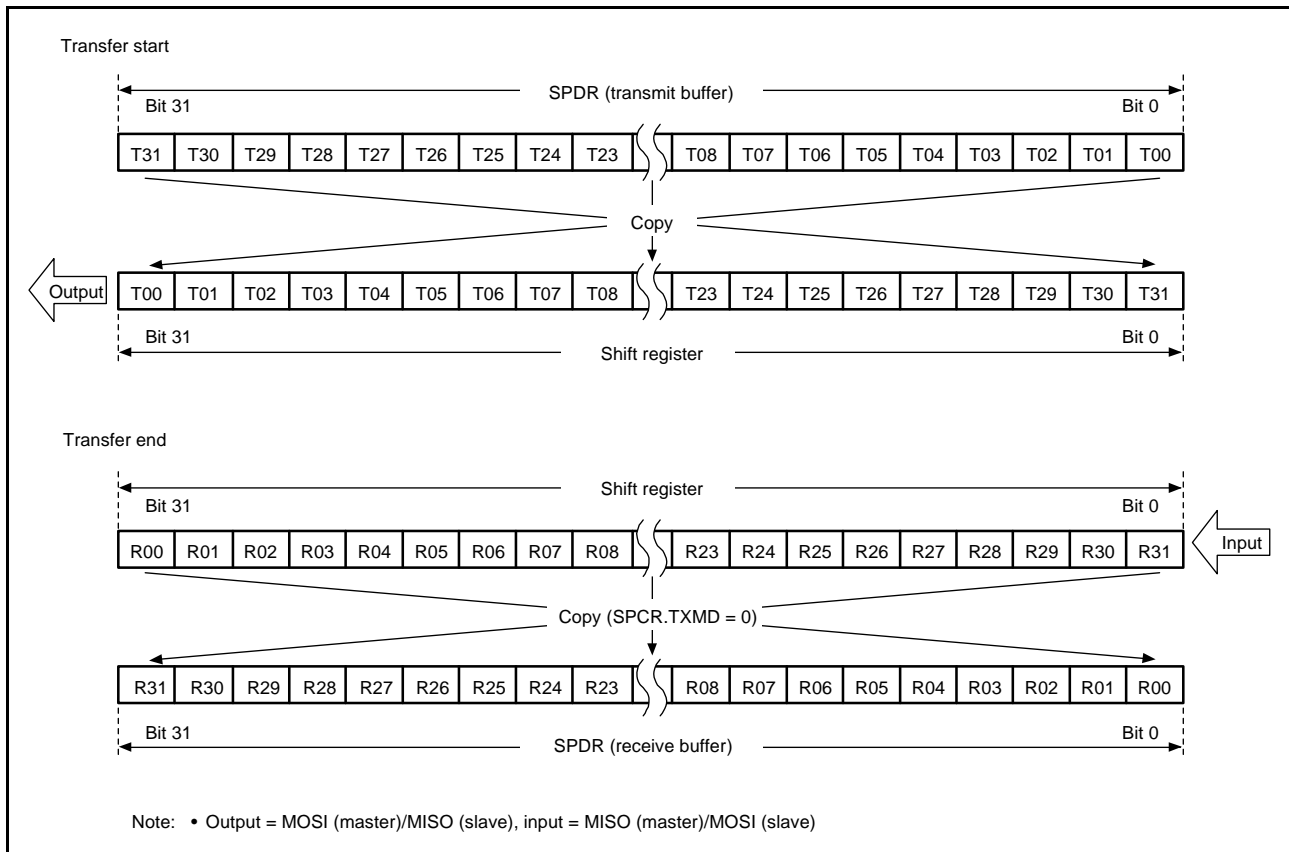 Transfer start
SPDR (transmit buffer)
Bit 31 Bit 0
T31 T30 T29 T28 T27 T26 T25 T24 T23 T08 T07 T06 T05 T04 T03 T02 T01 T00
Copy
Output T00 T01 T02 T03 T04 T05 T06 T07 T08 T23 T24 T25 T26 T27 T28 T29 T30 T31
Bit 31 Bit 0
Shift register
Transfer end
Shift register
Bit 31 Bit 0
R00 R01 R02 R03 R04 R05 R06 R07 R08 R23 R24 R25 R26 R27 R28 R29 R30 R31 Input
Copy (SPCR.TXMD = 0)
R31 R30 R29 R28 R27 R26 R25 R24 R23 R08 R07 R06 R05 R04 R03 R02 R01 R00
Bit 31 Bit 0
SPDR (receive buffer)
Note: • Output = MOSI (master)/MISO (slave), input = MISO (master)/MOSI (slave)